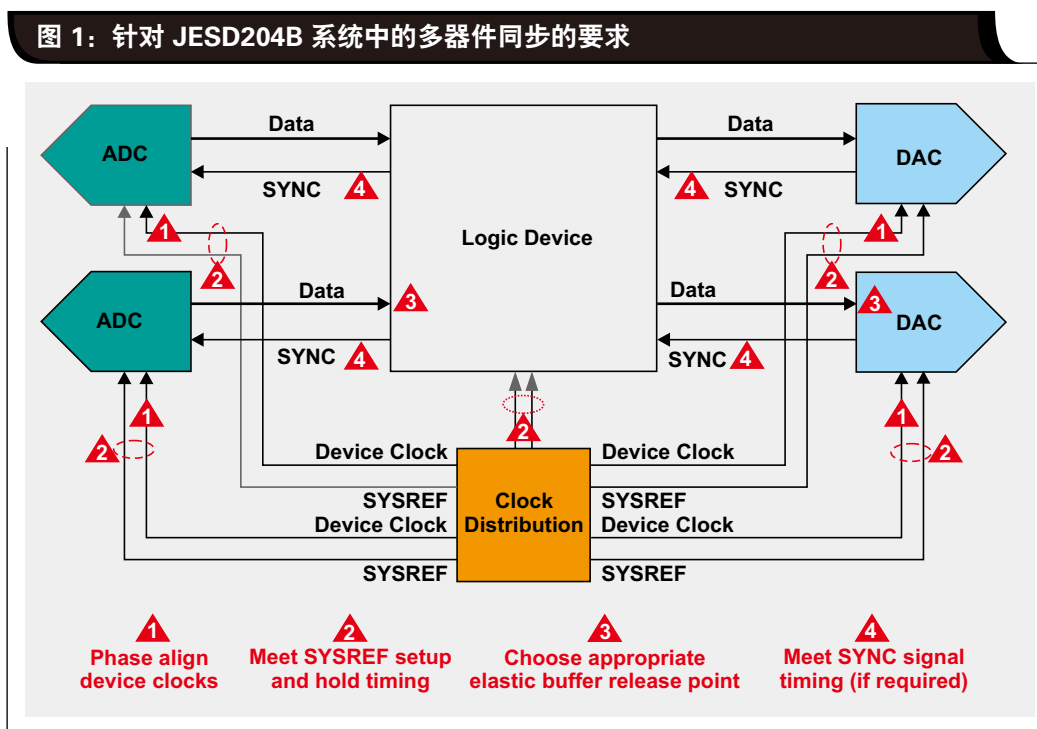 图 1：针对 JESD204B 系统中的多器件同步的要求
Data
Data
ADC
DAC
SYNC
4
4
SYNC
1
1
2
2
Logic Device
Data
Data
3
3
ADC
DAC
SYNC
4
SYNC
4
1
1
2
2
2
Device Clock
Device Clock
SYSREF
Clock
SYSREF
Device Clock
Distribution
Device Clock
SYSREF
SYSREF
1
2
3
4
Phase align
device clocks
Meet SYSREF setup
and hold timing
Choose appropriate
elastic buffer release point
Meet SYNC signal
timing (if required)